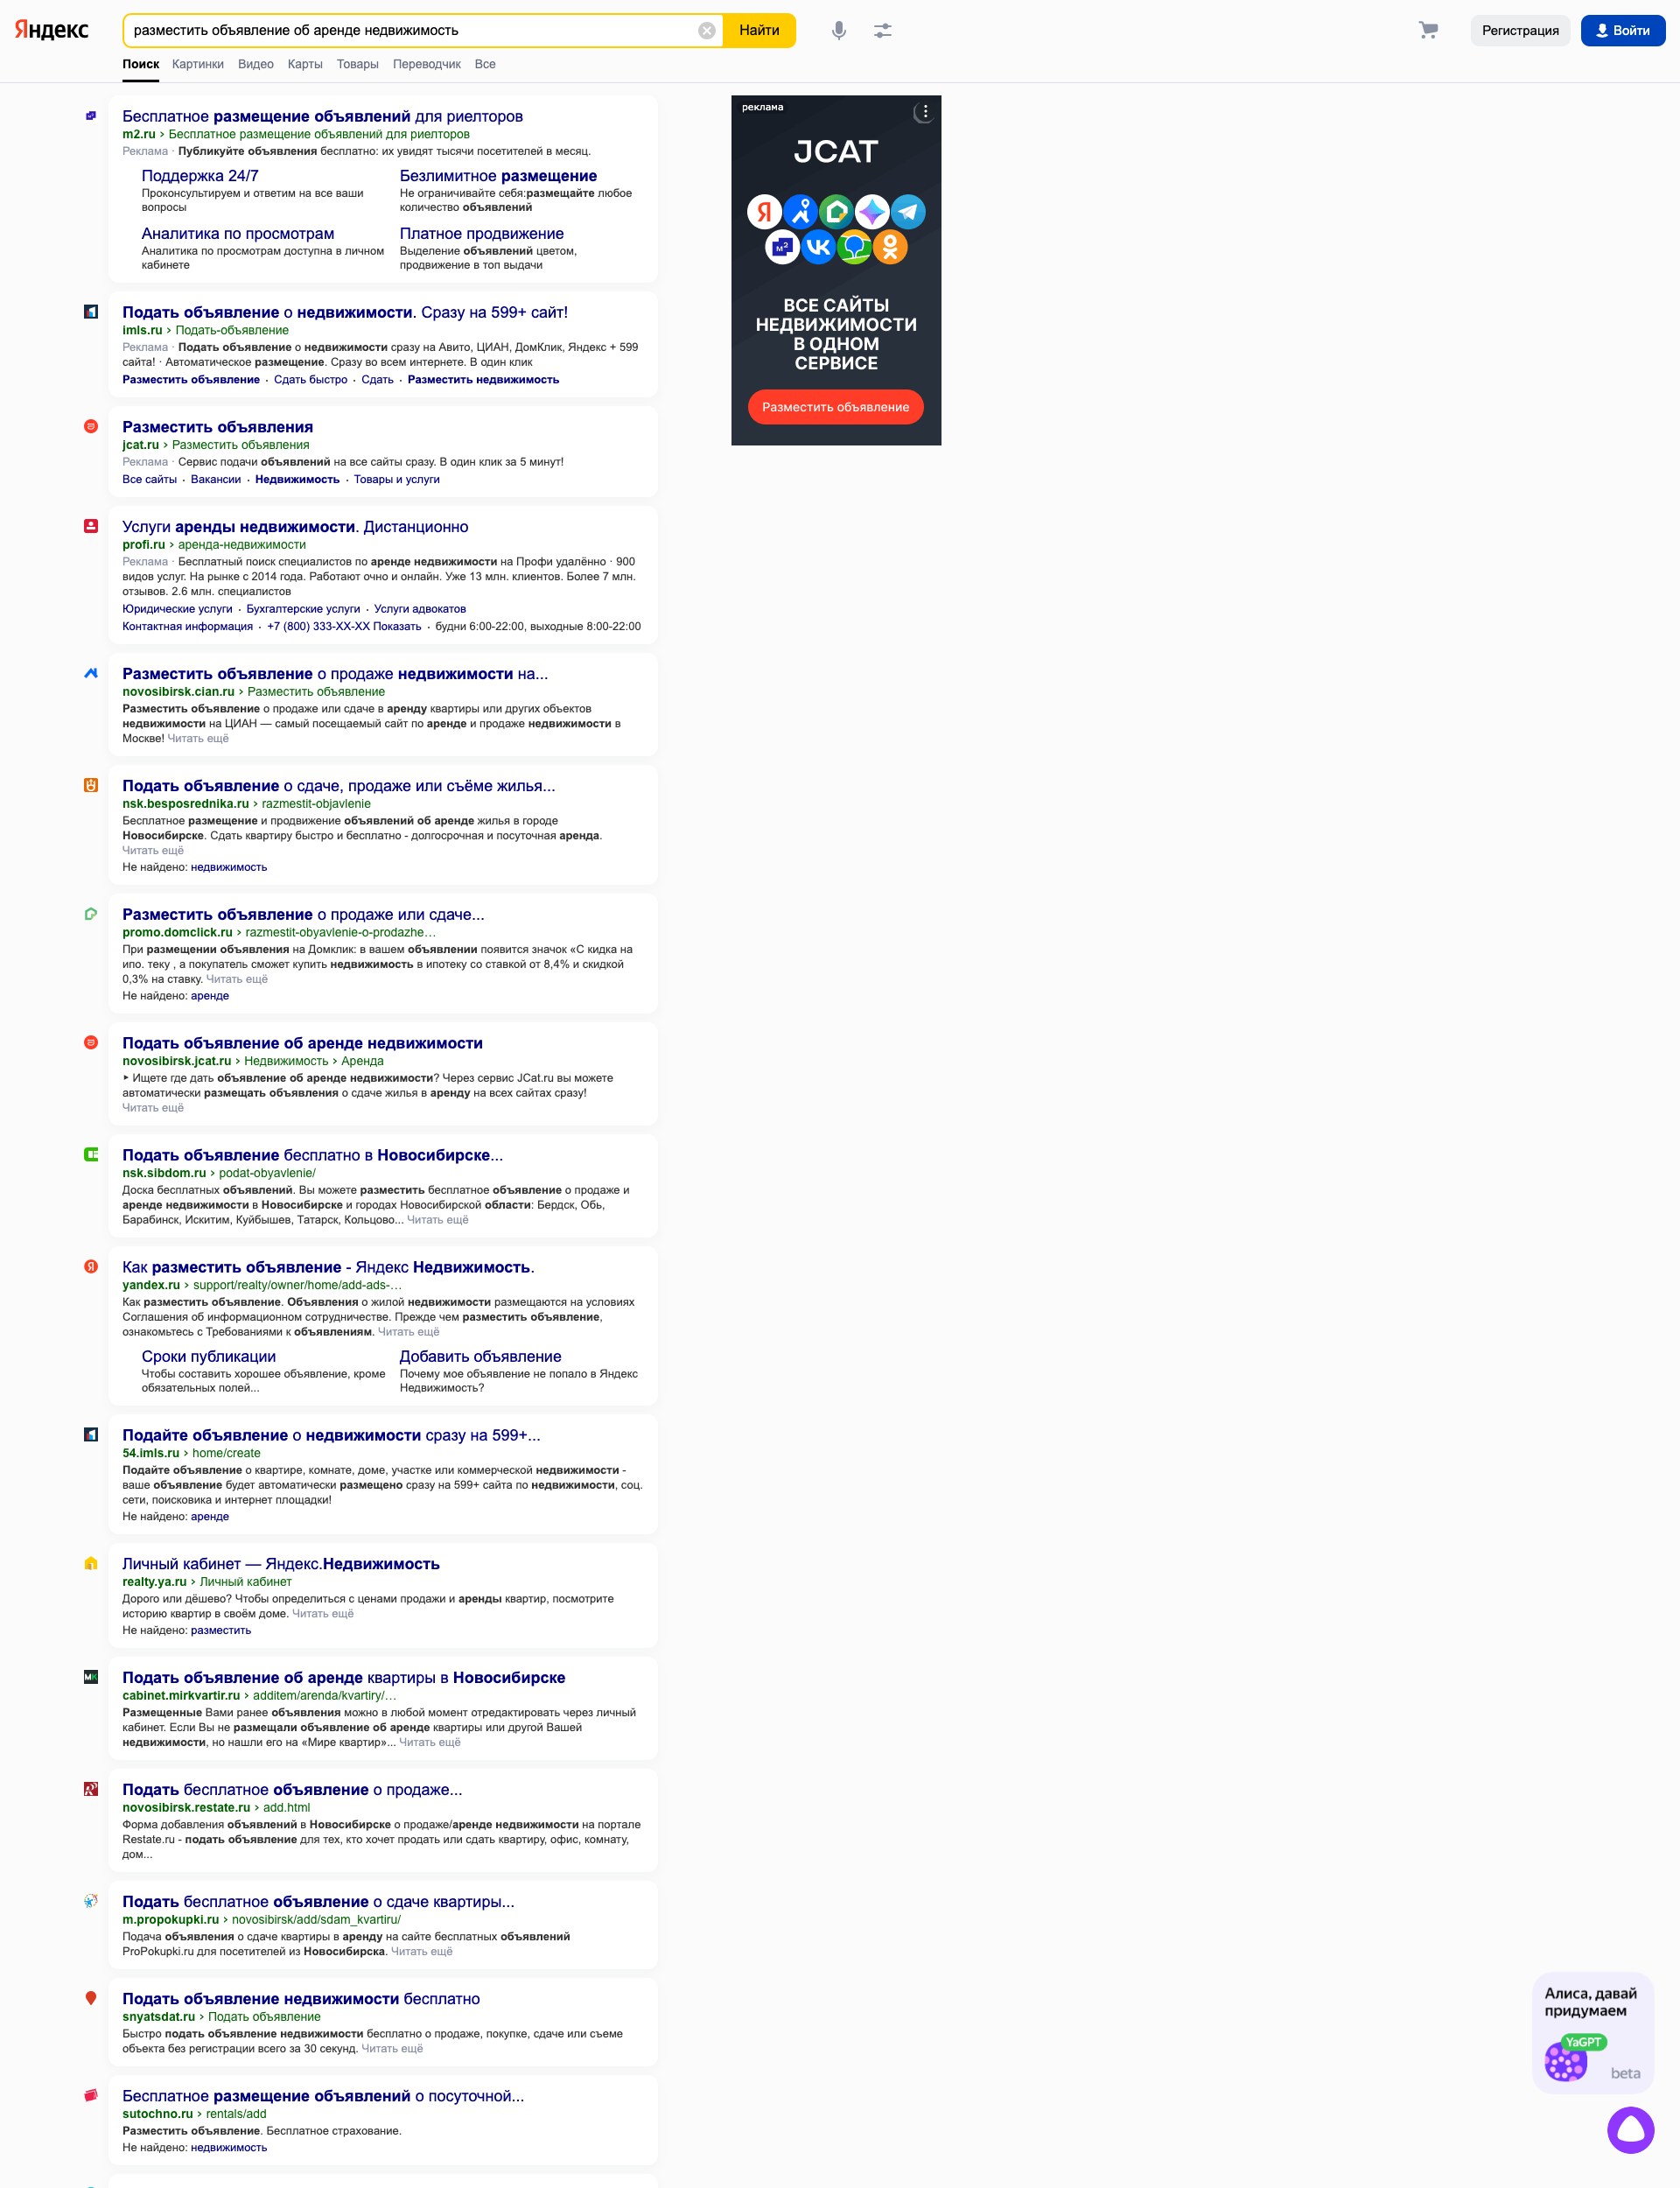 Яндекс
разместить объявление об аренде недвижимость
Найти
Регистрация
Войти
Поиск Картинки Видео Карты Товары Переводчик Все
Бесплатное размещение объявлений для риелторов
m2.ru › Бесплатное размещение объявлений для риелторов
Реклама · Публикуйте объявления бесплатно: их увидят тысячи посетителей в месяц.
Поддержка 24/7
Проконсультируем и ответим на все ваши
вопросы
Безлимитное размещение
Не ограничивайте себя:размещайте любое
количество объявлений
Аналитика по просмотрам
Аналитика по просмотрам доступна в личном
кабинете
Платное продвижение
Выделение объявлений цветом,
продвижение в топ выдачи
реклама
JCAT
Я
м²
ВСЕ САЙТЫ
НЕДВИЖИМОСТИ
В ОДНОМ
СЕРВИСЕ
Разместить объявление
Подать объявление о недвижимости. Сразу на 599+ сайт!
imls.ru › Подать-объявление
Реклама · Подать объявление о недвижимости сразу на Авито, ЦИАН, ДомКлик, Яндекс + 599
сайта! · Автоматическое размещение. Сразу во всем интернете. В один клик
Разместить объявление · Сдать быстро · Сдать · Разместить недвижимость
Разместить объявления
jcat.ru › Разместить объявления
Реклама · Сервис подачи объявлений на все сайты сразу. В один клик за 5 минут!
Все сайты · Вакансии · Недвижимость · Товары и услуги
Услуги аренды недвижимости. Дистанционно
profi.ru › аренда-недвижимости
Реклама · Бесплатный поиск специалистов по аренде недвижимости на Профи удалённо · 900
видов услуг. На рынке с 2014 года. Работают очно и онлайн. Уже 13 млн. клиентов. Более 7 млн.
отзывов. 2.6 млн. специалистов
Юридические услуги · Бухгалтерские услуги · Услуги адвокатов
Контактная информация · +7 (800) 333-XX-XX Показать · будни 6:00-22:00, выходные 8:00-22:00
Разместить объявление о продаже недвижимости на...
novosibirsk.cian.ru › Разместить объявление
Разместить объявление о продаже или сдаче в аренду квартиры или других объектов
недвижимости на ЦИАН — самый посещаемый сайт по аренде и продаже недвижимости в
Москве! Читать ещё
Подать объявление о сдаче, продаже или съёме жилья...
nsk.besposrednika.ru › razmestit-objavlenie
Бесплатное размещение и продвижение объявлений об аренде жилья в городе
Новосибирске. Сдать квартиру быстро и бесплатно - долгосрочная и посуточная аренда.
Читать ещё
Не найдено: недвижимость
Разместить объявление о продаже или сдаче...
promo.domclick.ru › razmestit-obyavlenie-o-prodazhe…
При размещении объявления на Домклик: в вашем объявлении появится значок «С кидка на
ипо. теку , а покупатель сможет купить недвижимость в ипотеку со ставкой от 8,4% и скидкой
0,3% на ставку. Читать ещё
Не найдено: аренде
Подать объявление об аренде недвижимости
novosibirsk.jcat.ru › Недвижимость › Аренда
‣ Ищете где дать объявление об аренде недвижимости? Через сервис JCat.ru вы можете
автоматически размещать объявления о сдаче жилья в аренду на всех сайтах сразу!
Читать ещё
Подать объявление бесплатно в Новосибирске...
nsk.sibdom.ru › podat-obyavlenie/
Доска бесплатных объявлений. Вы можете разместить бесплатное объявление о продаже и
аренде недвижимости в Новосибирске и городах Новосибирской области: Бердск, Обь,
Барабинск, Искитим, Куйбышев, Татарск, Кольцово... Читать ещё
Как разместить объявление - Яндекс Недвижимость.
yandex.ru › support/realty/owner/home/add-ads-…
Как разместить объявление. Объявления о жилой недвижимости размещаются на условиях
Соглашения об информационном сотрудничестве. Прежде чем разместить объявление,
ознакомьтесь с Требованиями к объявлениям. Читать ещё
Сроки публикации
Чтобы составить хорошее объявление, кроме
обязательных полей...
Добавить объявление
Почему мое объявление не попало в Яндекс
Недвижимость?
Подайте объявление о недвижимости сразу на 599+...
54.imls.ru › home/create
Подайте объявление о квартире, комнате, доме, участке или коммерческой недвижимости -
ваше объявление будет автоматически размещено сразу на 599+ сайта по недвижимости, соц.
сети, поисковика и интернет площадки!
Не найдено: аренде
Личный кабинет — Яндекс.Недвижимость
realty.ya.ru › Личный кабинет
Дорого или дёшево? Чтобы определиться с ценами продажи и аренды квартир, посмотрите
историю квартир в своём доме. Читать ещё
Не найдено: разместить
Подать объявление об аренде квартиры в Новосибирске
cabinet.mirkvartir.ru › additem/arenda/kvartiry/…
Размещенные Вами ранее объявления можно в любой момент отредактировать через личный
кабинет. Если Вы не размещали объявление об аренде квартиры или другой Вашей
недвижимости, но нашли его на «Мире квартир»... Читать ещё
Подать бесплатное объявление о продаже...
novosibirsk.restate.ru › add.html
Форма добавления объявлений в Новосибирске о продаже/аренде недвижимости на портале
Restate.ru - подать объявление для тех, кто хочет продать или сдать квартиру, офис, комнату,
дом...
Подать бесплатное объявление о сдаче квартиры...
m.propokupki.ru › novosibirsk/add/sdam_kvartiru/
Подача объявления о сдаче квартиры в аренду на сайте бесплатных объявлений
ProPokupki.ru для посетителей из Новосибирска. Читать ещё
Подать объявление недвижимости бесплатно
snyatsdat.ru › Подать объявление
Быстро подать объявление недвижимости бесплатно о продаже, покупке, сдаче или съеме
объекта без регистрации всего за 30 секунд. Читать ещё
Бесплатное размещение объявлений о посуточной...
sutochno.ru › rentals/add
Разместить объявление. Бесплатное страхование.
Не найдено: недвижимость
Алиса, давай
придумаем
YaGPT
beta